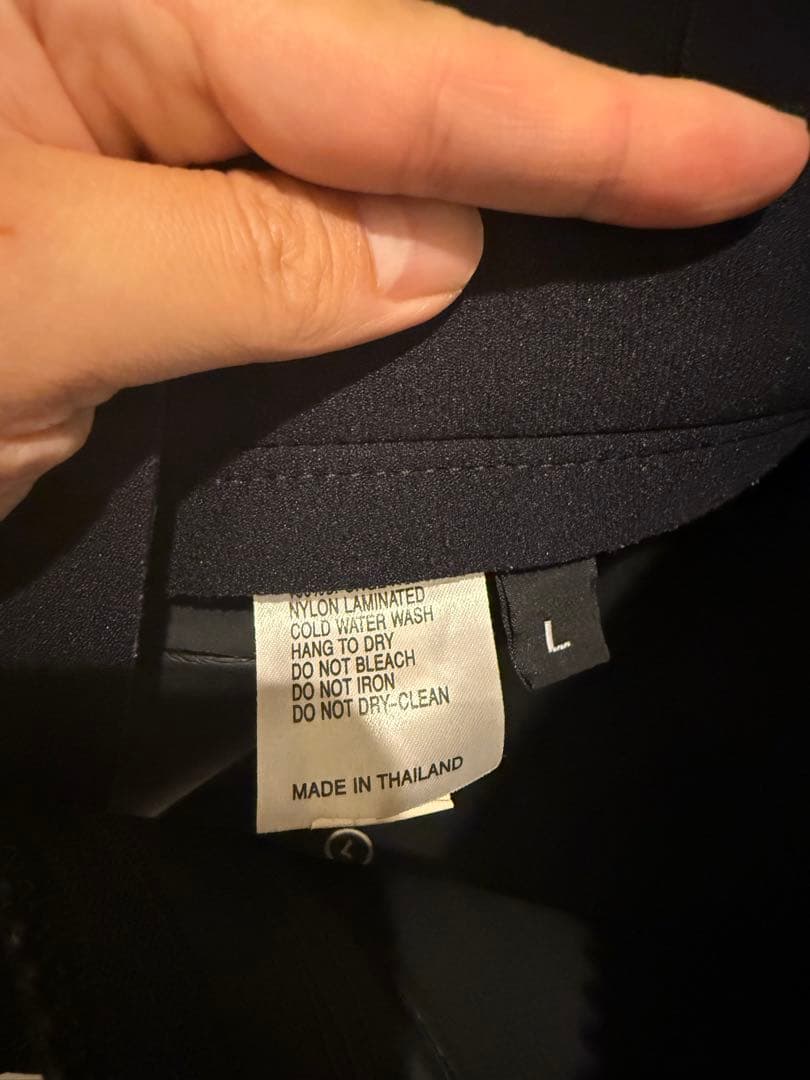 NYLON LAMINATED
COLD WATER WASH
HANG TO DRY
DO NOT BLEACH
DO NOT IRON
DO NOT DRY-CLEAN
MADE IN THAILAND
L